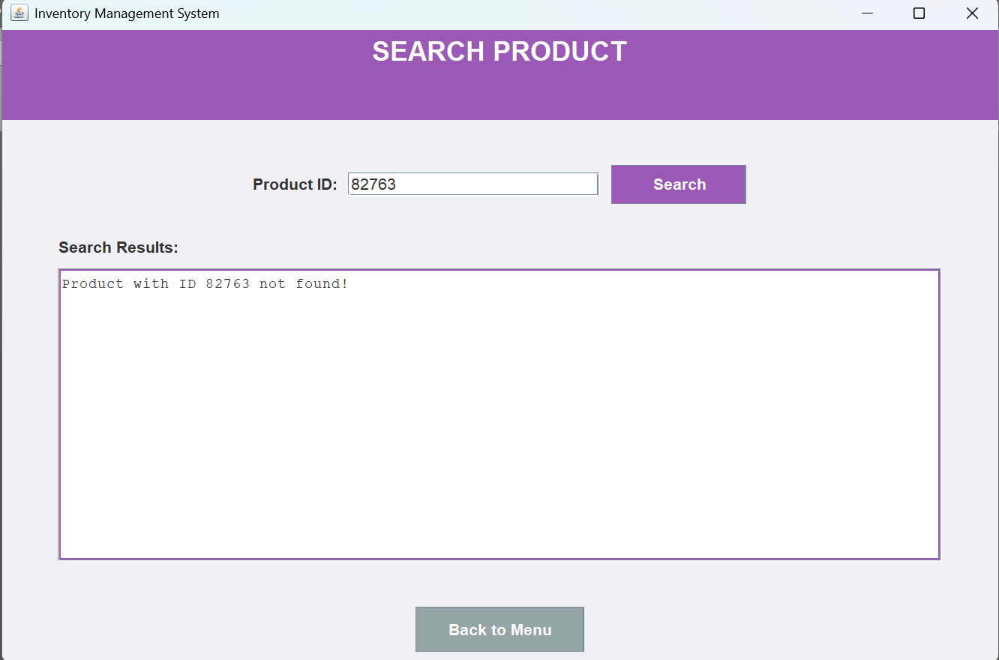 Inventory Management System
SEARCH PRODUCT
Product ID: 82763 Search
Search Results:
Product with ID 82763 not found!
Back to Menu